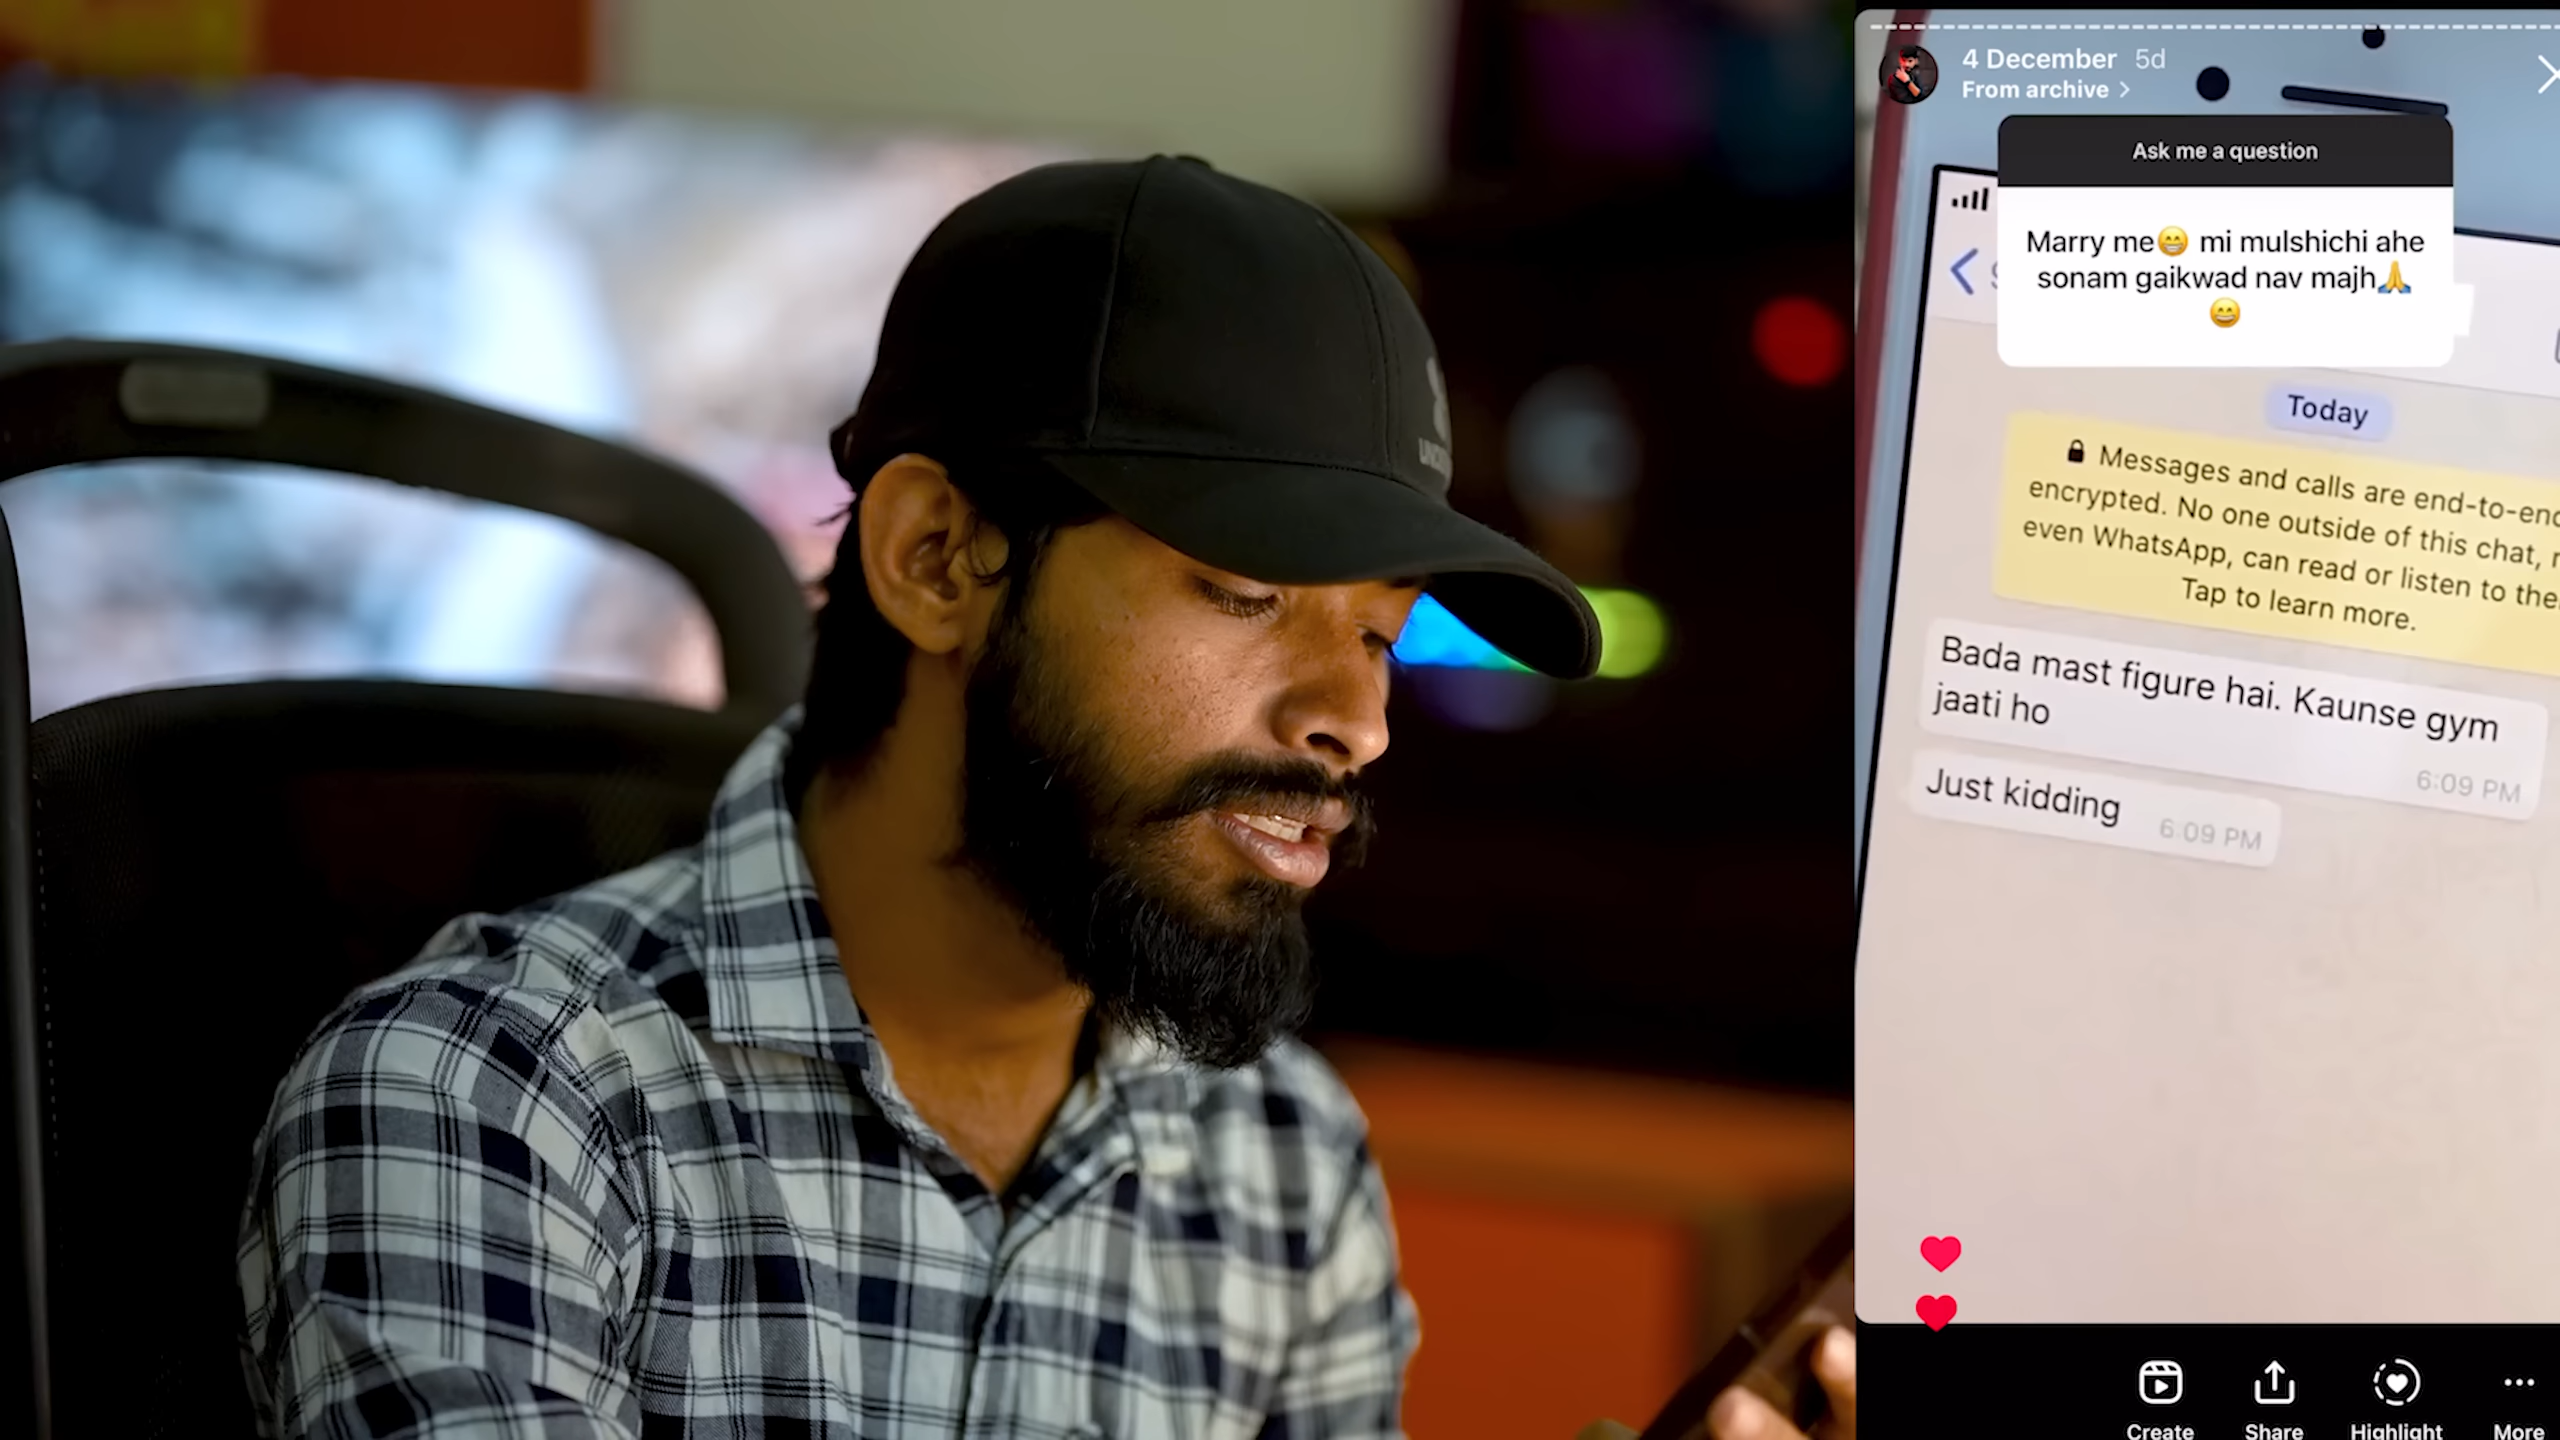 4 December 5d
From archive >
Ask me a question
Marry me😁 mi mulshichi ahe
sonam gaikwad nav majh🙏
😄
Today
Messages and calls are end-to-end
encrypted. No one outside of this chat,
even WhatsApp, can read or listen to
Tap to learn more.
Bada mast figure hai. Kaunse gym
jaati ho
6:09 PM
Just kidding 6:09 PM
Create Share Highlight More